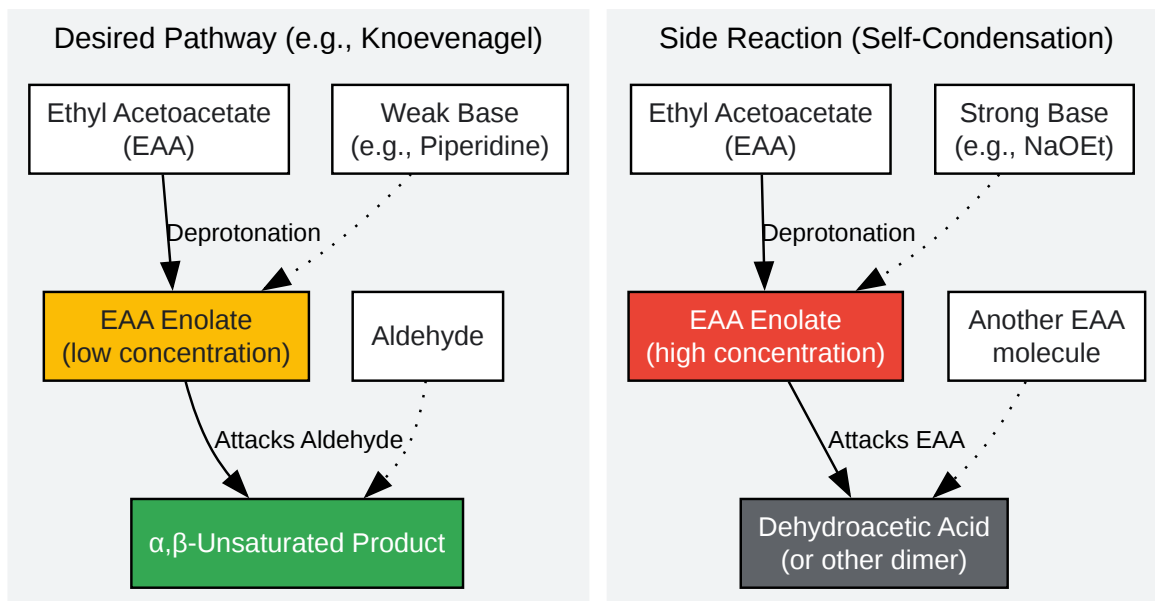 Desired Pathway (e.g., Knoevenagel)
Ethyl Acetoacetate
(EAA)
Weak Base
(e.g., Piperidine)
Deprotonation
EAA Enolate
(low concentration)
Aldehyde
Attacks Aldehyde
α,β-Unsaturated Product
Side Reaction (Self-Condensation)
Ethyl Acetoacetate
(EAA)
Strong Base
(e.g., NaOEt)
Deprotonation
EAA Enolate
(high concentration)
Another EAA
molecule
Attacks EAA
Dehydroacetic Acid
(or other dimer)